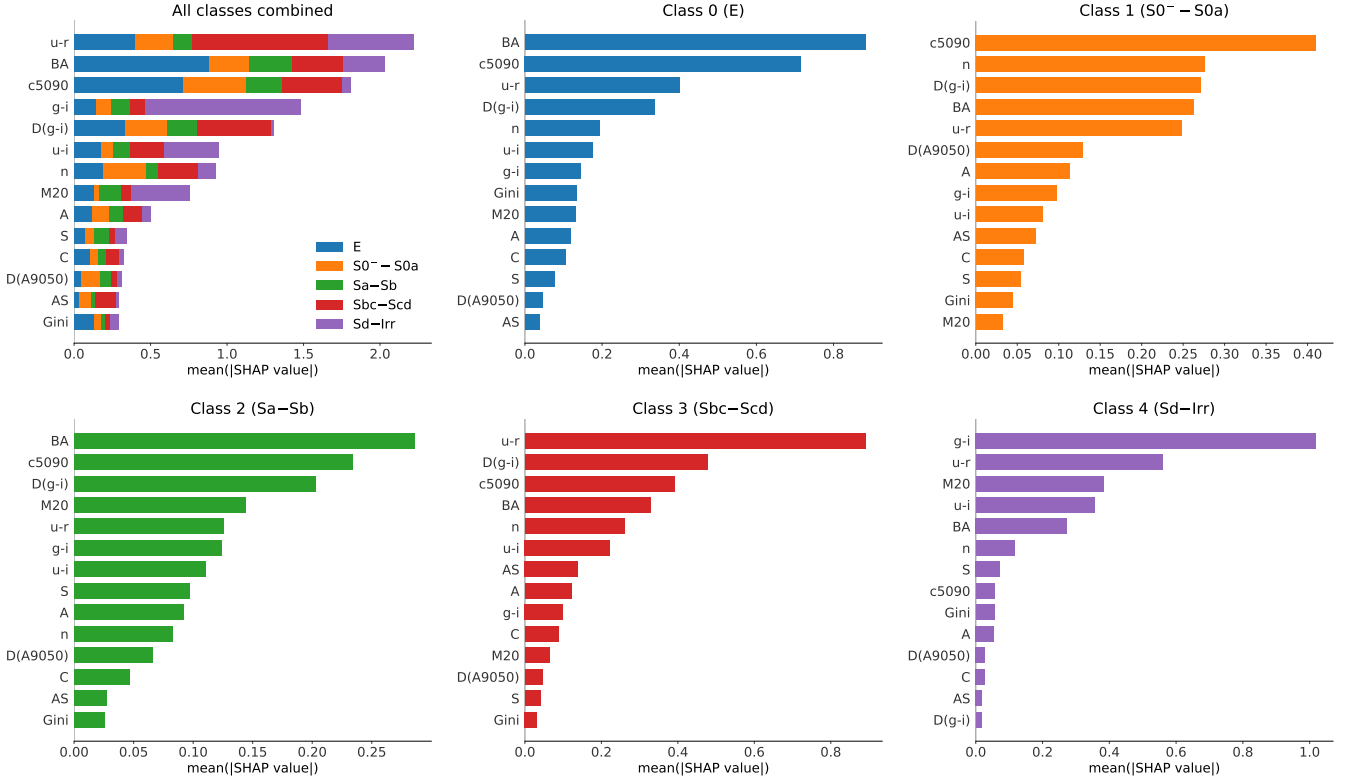 All classes combined
u-r
BA
c5090
g-i
D(g-i)
u-i
n
M20
A
S
C
D(A9050)
AS
Gini
E
S0⁻−S0a
Sa−Sb
Sbc−Scd
Sd−Irr
0.0 0.5 1.0 1.5 2.0
mean(|SHAP value|)
Class 0 (E)
BA
c5090
u-r
D(g-i)
n
u-i
g-i
Gini
M20
A
C
S
D(A9050)
AS
0.0 0.2 0.4 0.6 0.8
mean(|SHAP value|)
Class 1 (S0⁻−S0a)
c5090
n
D(g-i)
BA
u-r
D(A9050)
A
g-i
u-i
AS
C
S
Gini
M20
0.00 0.05 0.10 0.15 0.20 0.25 0.30 0.35 0.40
mean(|SHAP value|)
Class 2 (Sa−Sb)
BA
c5090
D(g-i)
M20
u-r
g-i
u-i
S
A
n
D(A9050)
C
AS
Gini
0.00 0.05 0.10 0.15 0.20 0.25
mean(|SHAP value|)
Class 3 (Sbc−Scd)
u-r
D(g-i)
c5090
BA
n
u-i
AS
A
g-i
C
M20
D(A9050)
S
Gini
0.0 0.2 0.4 0.6 0.8
mean(|SHAP value|)
Class 4 (Sd−Irr)
g-i
u-r
M20
u-i
BA
n
S
c5090
Gini
A
D(A9050)
C
AS
D(g-i)
0.0 0.2 0.4 0.6 0.8 1.0
mean(|SHAP value|)